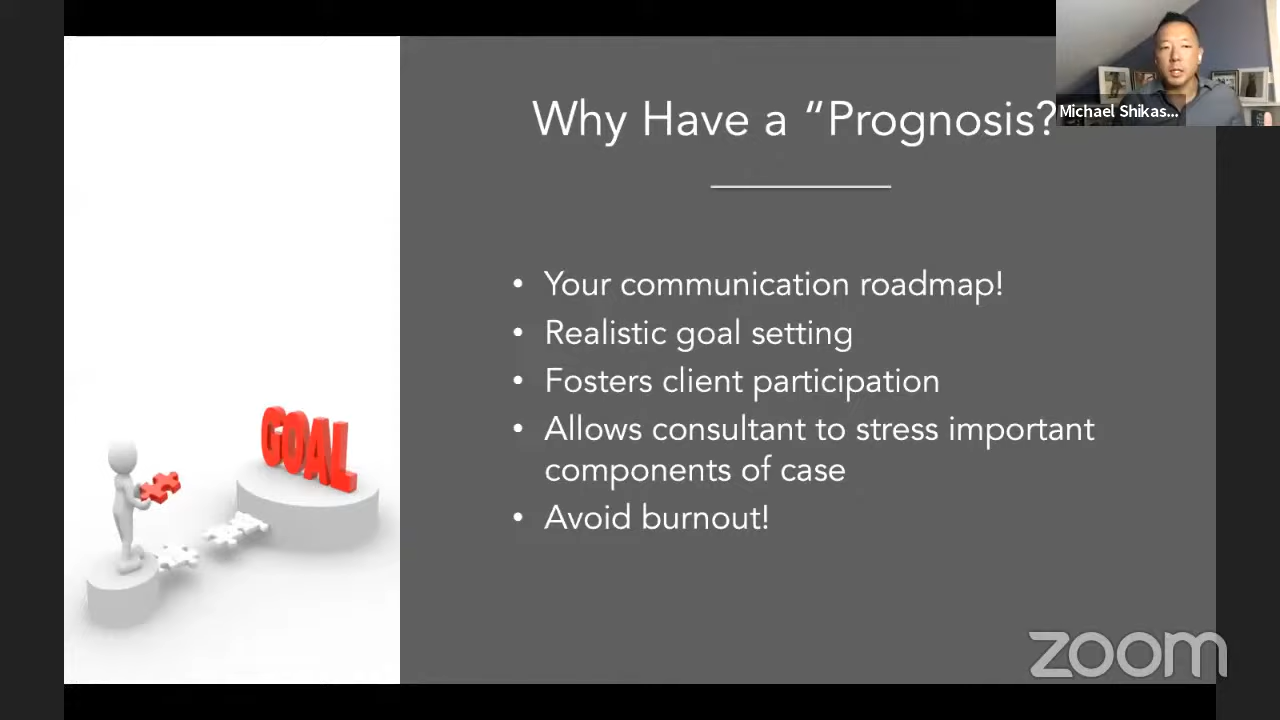 Why Have a “Prognosis?
Michael Shikas...
• Your communication roadmap!
• Realistic goal setting
• Fosters client participation
• Allows consultant to stress important
components of case
• Avoid burnout!
GOAL
zoom